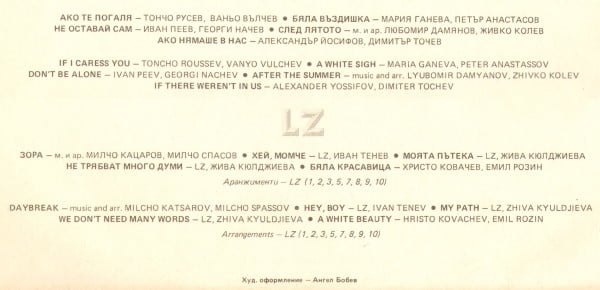 АКО ТЕ ПОГАЛЯ – ТОНЧО РУСЕВ, ВАНЬО ВЪЛЧЕВ ● БЯЛА ВЪЗДИШКА – МАРИЯ ГАНЕВА, ПЕТЪР АНАСТАСОВ
НЕ ОСТАВАЙ САМ – ИВАН ПЕЕВ, ГЕОРГИ НАЧЕВ ● СЛЕД ЛЯТОТО – м. и ар. ЛЮБОМИР ДАМЯНОВ, ЖИВКО КОЛЕВ
АКО НЯМАШЕ В НАС – АЛЕКСАНДЪР ЙОСИФОВ, ДИМИТЪР ТОЧЕВ
IF I CARESS YOU – TONCHO ROUSSEV, VANYO VULCHEV ● A WHITE SIGH – MARIA GANEVA, PETER ANASTASSOV
DON'T BE ALONE – IVAN PEEV, GEORGI NACHEV ● AFTER THE SUMMER – music and arr. LYUBOMIR DAMYANOV, ZHIVKO KOLEV
IF THERE WEREN'T IN US – ALEXANDER YOSSIFOV, DIMITER TOCHEV
LZ
ЗОРА – м. и ар. МИЛЧО КАЦАРОВ, МИЛЧО СПАСОВ ● ХЕЙ, МОМЧЕ – LZ, ИВАН ТЕНЕВ ● МОЯТА ПЪТЕКА – LZ, ЖИВА КЮЛДЖИЕВА
НЕ ТРЯБВАТ МНОГО ДУМИ – LZ, ЖИВА КЮЛДЖИЕВА ● БЯЛА КРАСАВИЦА – ХРИСТО КОВАЧЕВ, ЕМИЛ РОЗИН
Аранжименти – LZ (1, 2, 3, 5, 7, 8, 9, 10)
DAYBREAK – music and arr. MILCHO KATSAROV, MILCHO SPASSOV ● HEY, BOY – LZ, IVAN TENEV ● MY PATH – LZ, ZHIVA KYULDJIEVA
WE DON'T NEED MANY WORDS – LZ, ZHIVA KYULDJIEVA ● A WHITE BEAUTY – HRISTO KOVACHEV, EMIL ROZIN
Arrangements – LZ (1, 2, 3, 5, 7, 8, 9, 10)
Худ. оформление – Ангел Бобев